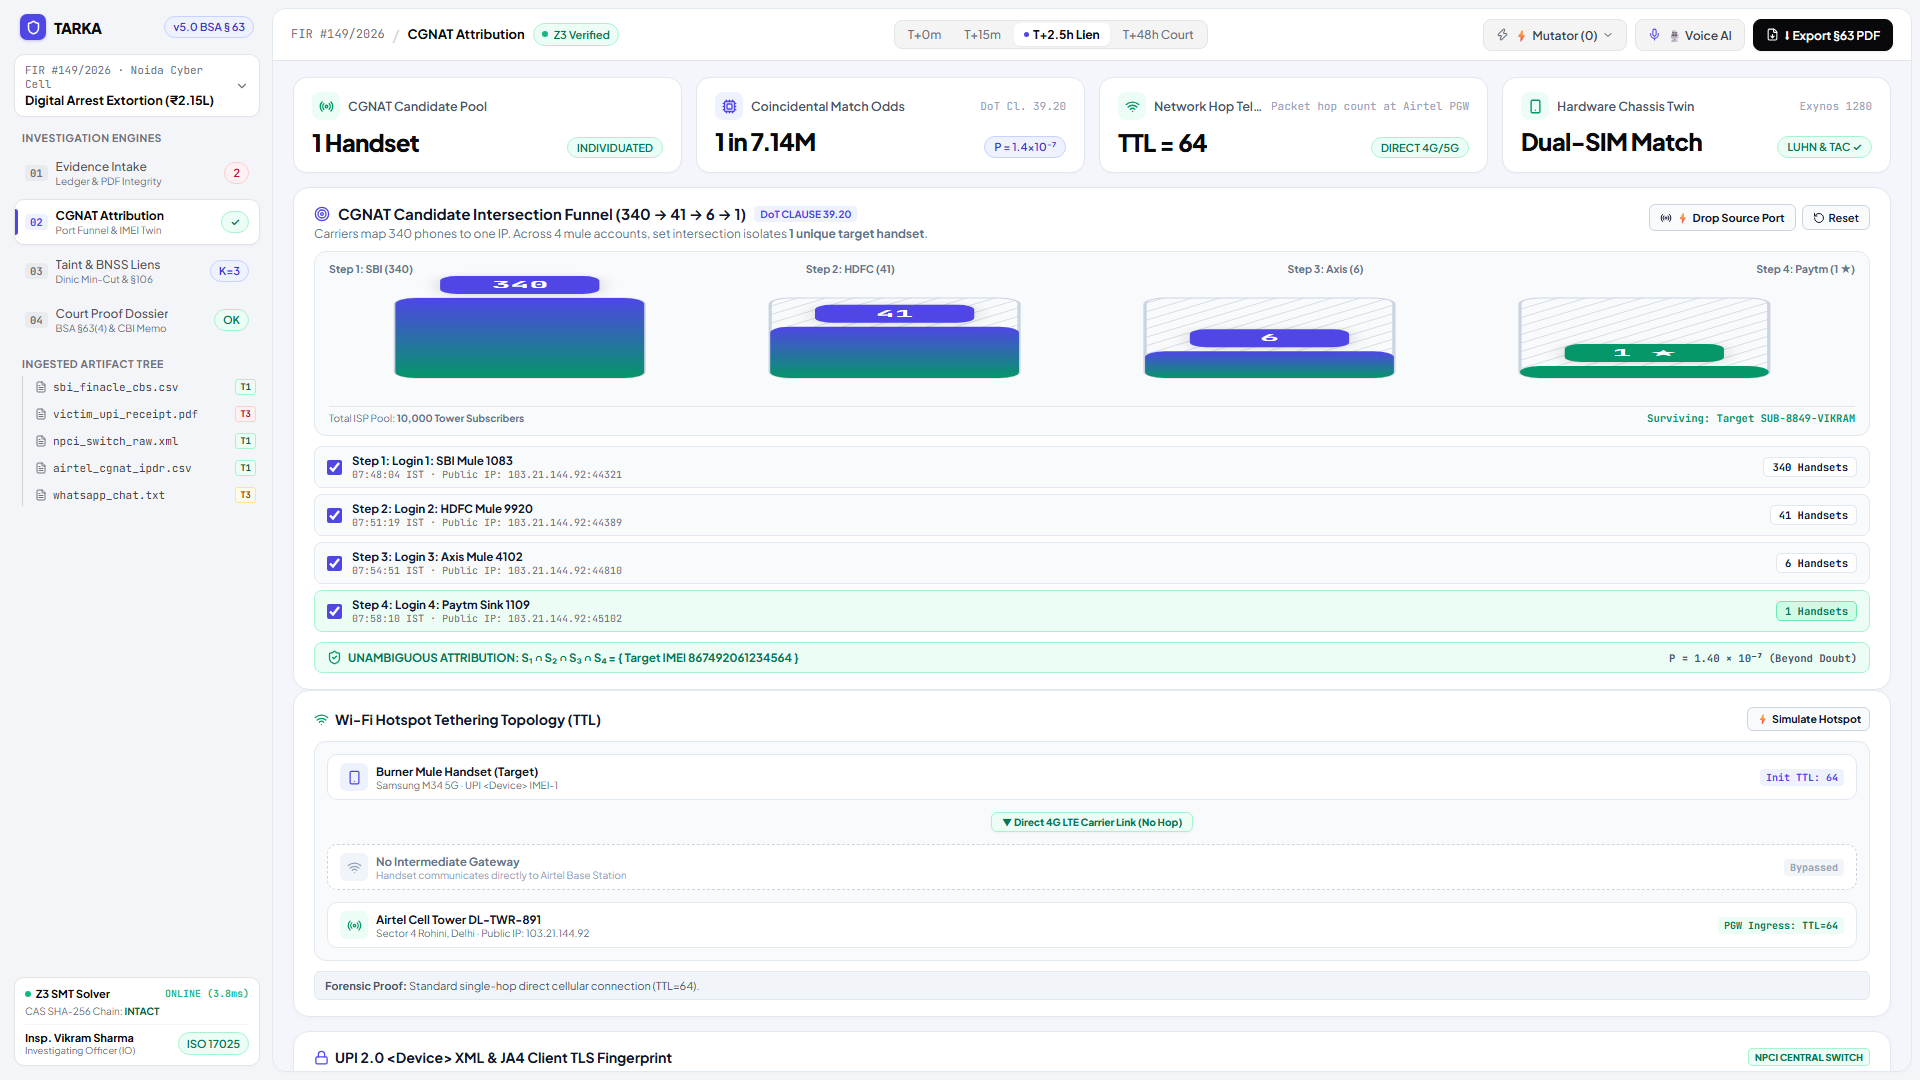 TARKA
v5.0 BSA § 63
FIR #149/2026 · Noida Cyber Cell
Digital Arrest Extortion (₹2.15L)
INVESTIGATION ENGINES
01 Evidence Intake 2
Ledger & PDF Integrity
02 CGNAT Attribution ✓
Port Funnel & IMEI Twin
03 Taint & BNSS Liens K=3
Dinic Min-Cut & §106
04 Court Proof Dossier OK
BSA §63(4) & CBI Memo
INGESTED ARTIFACT TREE
sbi_finacle_cbs.csv T1
victim_upi_receipt.pdf T3
npci_switch_raw.xml T1
airtel_cgnat_ipdr.csv T1
whatsapp_chat.txt T3
Z3 SMT Solver ONLINE (3.8ms)
CAS SHA-256 Chain: INTACT
Insp. Vikram Sharma
Investigating Officer (IO)
ISO 17025
FIR #149/2026 / CGNAT Attribution Z3 Verified
T+0m T+15m T+2.5h Lien T+48h Court
Mutator (0) Voice AI Export §63 PDF
CGNAT Candidate Pool
1 Handset INDIVIDUATED
Coincidental Match Odds DoT Cl. 39.20
1 in 7.14M P = 1.4×10⁻⁷
Network Hop Tel... Packet hop count at Airtel PGW
TTL = 64 DIRECT 4G/5G
Hardware Chassis Twin Exynos 1280
Dual-SIM Match LUHN & TAC ✓
CGNAT Candidate Intersection Funnel (340 → 41 → 6 → 1) DoT CLAUSE 39.20
Carriers map 340 phones to one IP. Across 4 mule accounts, set intersection isolates 1 unique target handset.
Drop Source Port Reset
Step 1: SBI (340) Step 2: HDFC (41) Step 3: Axis (6) Step 4: Paytm (1 ★)
340 41 6 1 ★
Total ISP Pool: 10,000 Tower Subscribers Surviving: Target SUB-8849-VIKRAM
Step 1: Login 1: SBI Mule 1083
07:48:04 IST · Public IP: 103.21.144.92:44321
340 Handsets
Step 2: Login 2: HDFC Mule 9920
07:51:19 IST · Public IP: 103.21.144.92:44389
41 Handsets
Step 3: Login 3: Axis Mule 4102
07:54:51 IST · Public IP: 103.21.144.92:44810
6 Handsets
Step 4: Login 4: Paytm Sink 1109
07:58:10 IST · Public IP: 103.21.144.92:45102
1 Handsets
UNAMBIGUOUS ATTRIBUTION: S₁ ∩ S₂ ∩ S₃ ∩ S₄ = { Target IMEI 867492061234564 } P = 1.40 × 10⁻⁷ (Beyond Doubt)
Wi-Fi Hotspot Tethering Topology (TTL) Simulate Hotspot
Burner Mule Handset (Target)
Samsung M34 5G · UPI <Device> IMEI-1
Init TTL: 64
▼ Direct 4G LTE Carrier Link (No Hop)
No Intermediate Gateway
Handset communicates directly to Airtel Base Station
Bypassed
Airtel Cell Tower DL-TWR-891
Sector 4 Rohini, Delhi · Public IP: 103.21.144.92
PGW Ingress: TTL=64
Forensic Proof: Standard single-hop direct cellular connection (TTL=64).
UPI 2.0 <Device> XML & JA4 Client TLS Fingerprint NPCI CENTRAL SWITCH